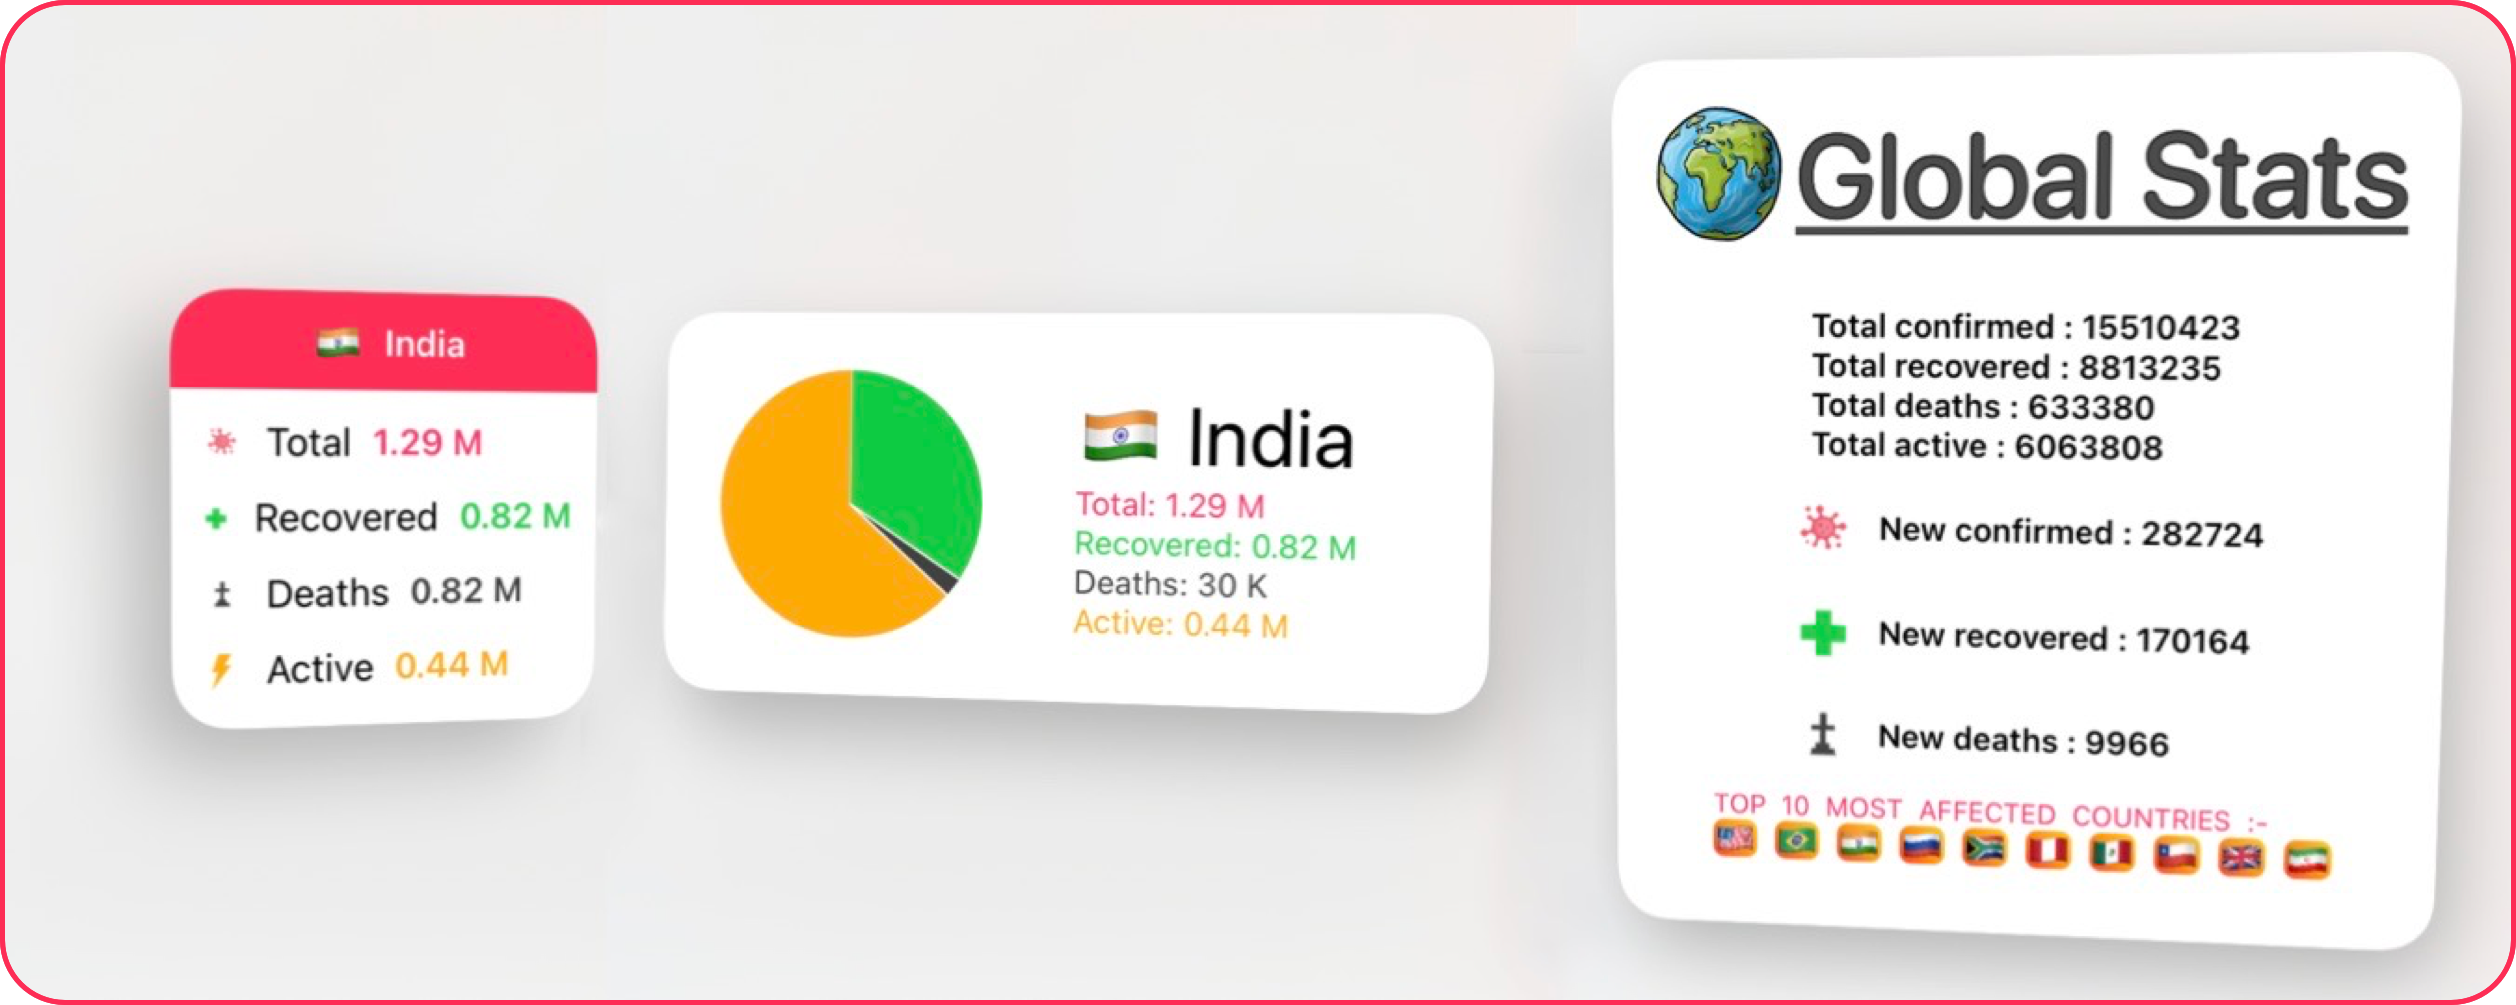 India
Total 1.29 M
Recovered 0.82 M
Deaths 0.82 M
Active 0.44 M
India
Total: 1.29 M
Recovered: 0.82 M
Deaths: 30 K
Active: 0.44 M
Global Stats
Total confirmed : 15510423
Total recovered : 8813235
Total deaths : 633380
Total active : 6063808
New confirmed : 282724
New recovered : 170164
New deaths : 9966
TOP 10 MOST AFFECTED COUNTRIES :-